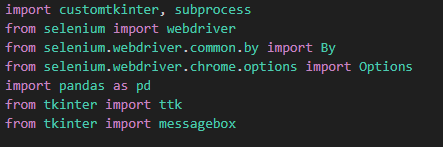 import customtkinter, subprocess
from selenium import webdriver
from selenium.webdriver.common.by import By
from selenium.webdriver.chrome.options import Options
import pandas as pd
from tkinter import ttk
from tkinter import messagebox